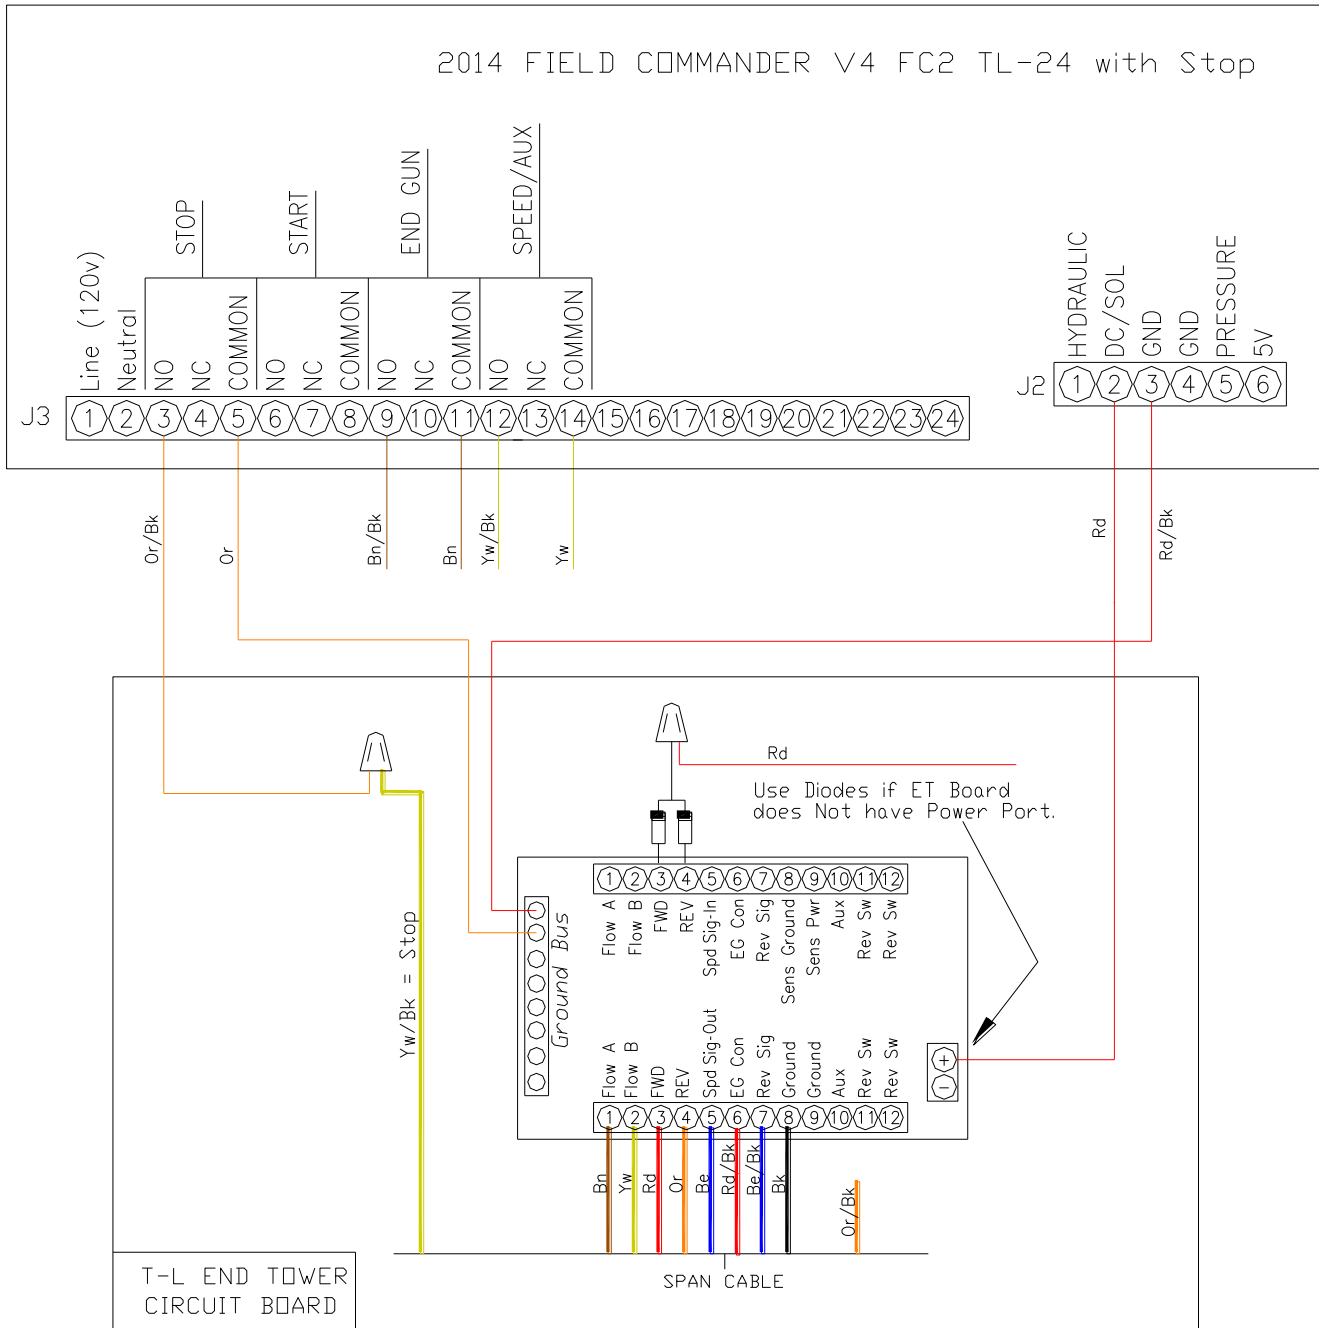 2014 FIELD COMMANDER V4 FC2 TL-24 with Stop
STOP
START
END GUN
SPEED/AUX
Line (120v)
Neutral
NO
NC
COMMON
NO
NC
COMMON
NO
NC
COMMON
NO
NC
COMMON
HYDRAULIC
DC/SOL
GND
GND
PRESSURE
5V
J3
1 2 3 4 5 6 7 8 9 10 11 12 13 14 15 16 17 18 19 20 21 22 23 24
J2
1 2 3 4 5 6
Or/Bk
Or
Bn/Bk
Bn
Yw/Bk
Yw
Rd
Rd/Bk
Rd
Use Diodes if ET Board
does Not have Power Port.
Yw/Bk = Stop
1 2 3 4 5 6 7 8 9 10 11 12
Flow A
Flow B
FWD
REV
Spd Sig-In
EG Con
Rev Sig
Sens Ground
Sens Pwr
Aux
Rev Sw
Rev Sw
Ground Bus
Flow A
Flow B
FWD
REV
Spd Sig-Out
EG Con
Rev Sig
Ground
Ground
Aux
Rev Sw
Rev Sw
+
-
1 2 3 4 5 6 7 8 9 10 11 12
Bn
Yw
Rd
Or
Be
Rd/Bk
Be/Bk
Bk
Or/Bk
SPAN CABLE
T-L END TOWER
CIRCUIT BOARD